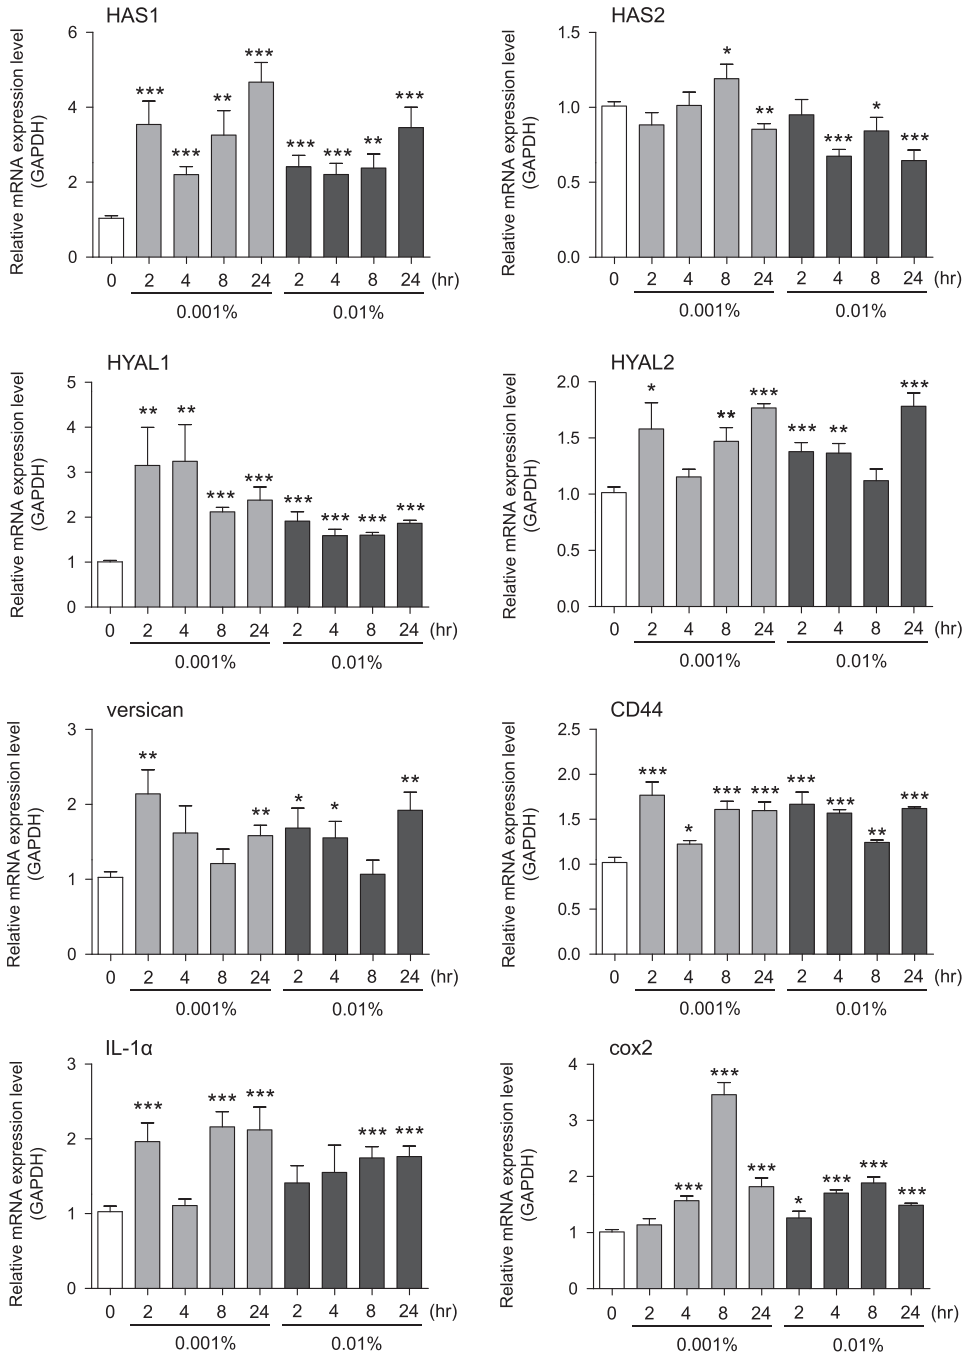 HAS1
Relative mRNA expression level
(GAPDH)
6
4
2
0
*** *** ** *** *** *** ** ***
0 2 4 8 24 2 4 8 24 (hr)
0.001% 0.01%
HAS2
Relative mRNA expression level
(GAPDH)
1.5
1.0
0.5
0.0
* ** *** * ***
0 2 4 8 24 2 4 8 24 (hr)
0.001% 0.01%
HYAL1
Relative mRNA expression level
(GAPDH)
5
4
3
2
1
0
** ** *** *** *** *** *** ***
0 2 4 8 24 2 4 8 24 (hr)
0.001% 0.01%
HYAL2
Relative mRNA expression level
(GAPDH)
2.0
1.5
1.0
0.5
0.0
* ** *** *** ** ***
0 2 4 8 24 2 4 8 24 (hr)
0.001% 0.01%
versican
Relative mRNA expression level
(GAPDH)
3
2
1
0
** ** * * **
0 2 4 8 24 2 4 8 24 (hr)
0.001% 0.01%
CD44
Relative mRNA expression level
(GAPDH)
2.5
2.0
1.5
1.0
0.5
0.0
*** * *** *** *** *** ** ***
0 2 4 8 24 2 4 8 24 (hr)
0.001% 0.01%
IL-1α
Relative mRNA expression level
(GAPDH)
3
2
1
0
*** *** *** *** ***
0 2 4 8 24 2 4 8 24 (hr)
0.001% 0.01%
cox2
Relative mRNA expression level
(GAPDH)
4
3
2
1
0
*** *** *** * *** *** ***
0 2 4 8 24 2 4 8 24 (hr)
0.001% 0.01%